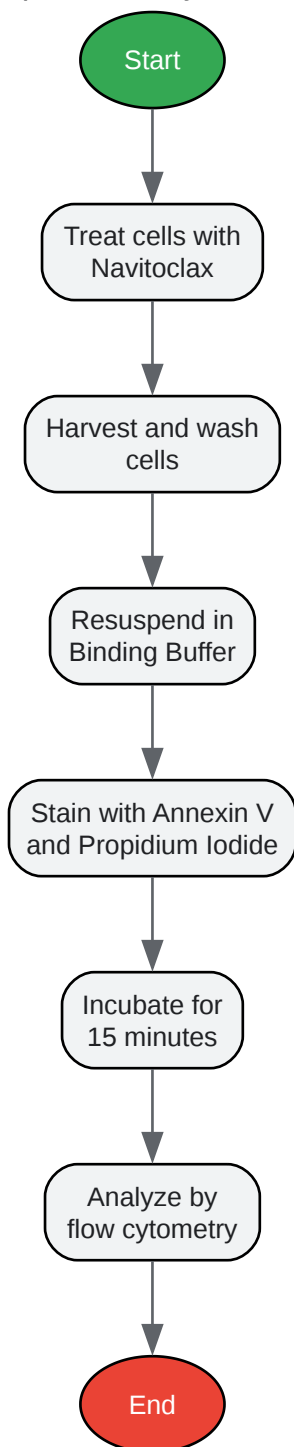 Start
Treat cells with
Navitoclax
Harvest and wash
cells
Resuspend in
Binding Buffer
Stain with Annexin V
and Propidium Iodide
Incubate for
15 minutes
Analyze by
flow cytometry
End